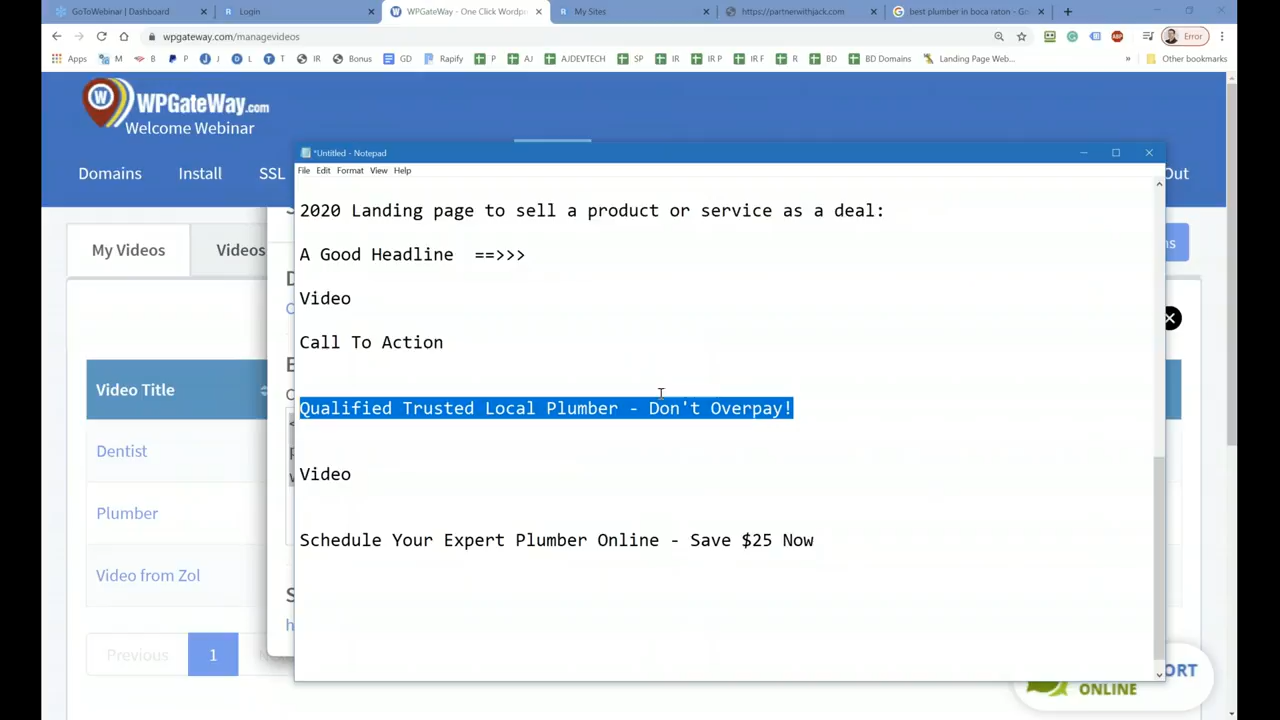 GoToWebinar | Dashboard
Login
WPGateWay - One Click Wordpr
My Sites
https://partnerwithjack.com
best plumber in boca raton - Gr
wpgateway.com/managevideos
Error
Apps
M
B
P
J
D
T
IR
Bonus
GD
Rapify
P
AJ
AJDEVTECH
SP
IR
IR P
IR F
R
BD
BD Domains
Landing Page Web...
»
Other bookmarks
WPGateWay.com
Welcome Webinar
Domains
Install
SSL
Out
*Untitled - Notepad
File Edit Format View Help
2020 Landing page to sell a product or service as a deal:
A Good Headline ==>>>
Video
Call To Action
Qualified Trusted Local Plumber - Don't Overpay!
Video
Schedule Your Expert Plumber Online - Save $25 Now
My Videos
Videos
Video Title
Dentist
Plumber
Video from Zol
Previous
1
ORT
ONLINE